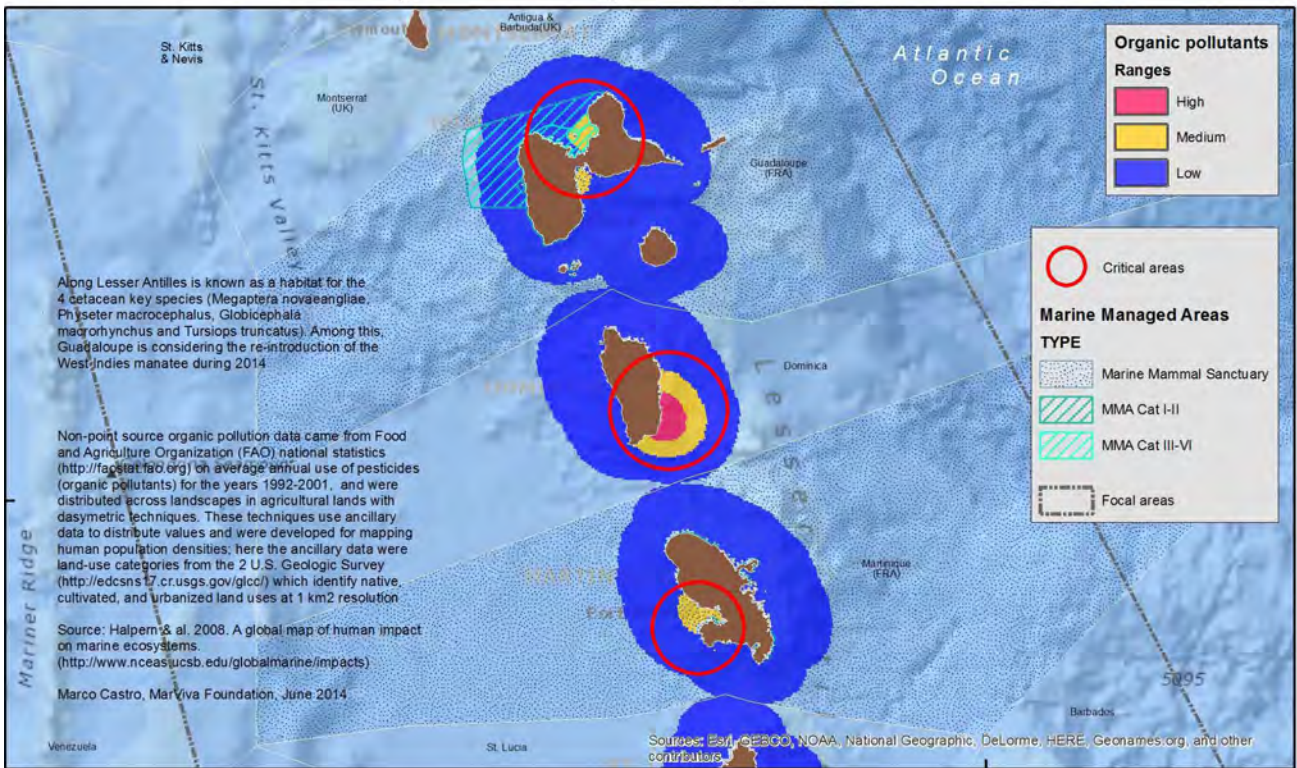 Antigua &
Barbuda(UK)
St. Kitts
& Nevis
Atlantic
Ocean
Montserrat
(UK)
St. Kitts Valley
Guadaloupe
(FRA)
Along Lesser Antilles is known as a habitat for the
4 cetacean key species (Megaptera novaeangliae,
Physeter macrocephalus, Globicephala
macrorhynchus and Tursiops truncatus). Among this,
Guadaloupe is considering the re-introduction of the
West-Indies manatee during 2014
Dominica
Lesser
Non-point source organic pollution data came from Food
and Agriculture Organization (FAO) national statistics
(http://faostat.fao.org) on average annual use of pesticides
(organic pollutants) for the years 1992-2001, and were
distributed across landscapes in agricultural lands with
dasymetric techniques. These techniques use ancillary
data to distribute values and were developed for mapping
human population densities; here the ancillary data were
land-use categories from the 2 U.S. Geologic Survey
(http://edcsns17.cr.usgs.gov/glcc/) which identify native,
cultivated, and urbanized land uses at 1 km2 resolution
Source: Halpern & al. 2008. A global map of human impact
on marine ecosystems.
(http://www.nceas.ucsb.edu/globalmarine/impacts)
Marco Castro, MarViva Foundation, June 2014
Mariner Ridge
Martinique
(FRA)
5095
Barbados
Venezuela
St. Lucia
Sources: Esri, GEBCO, NOAA, National Geographic, DeLorme, HERE, Geonames.org, and other
contributors
Organic pollutants
Ranges
High
Medium
Low
Critical areas
Marine Managed Areas
TYPE
Marine Mammal Sanctuary
MMA Cat I-II
MMA Cat III-VI
Focal areas